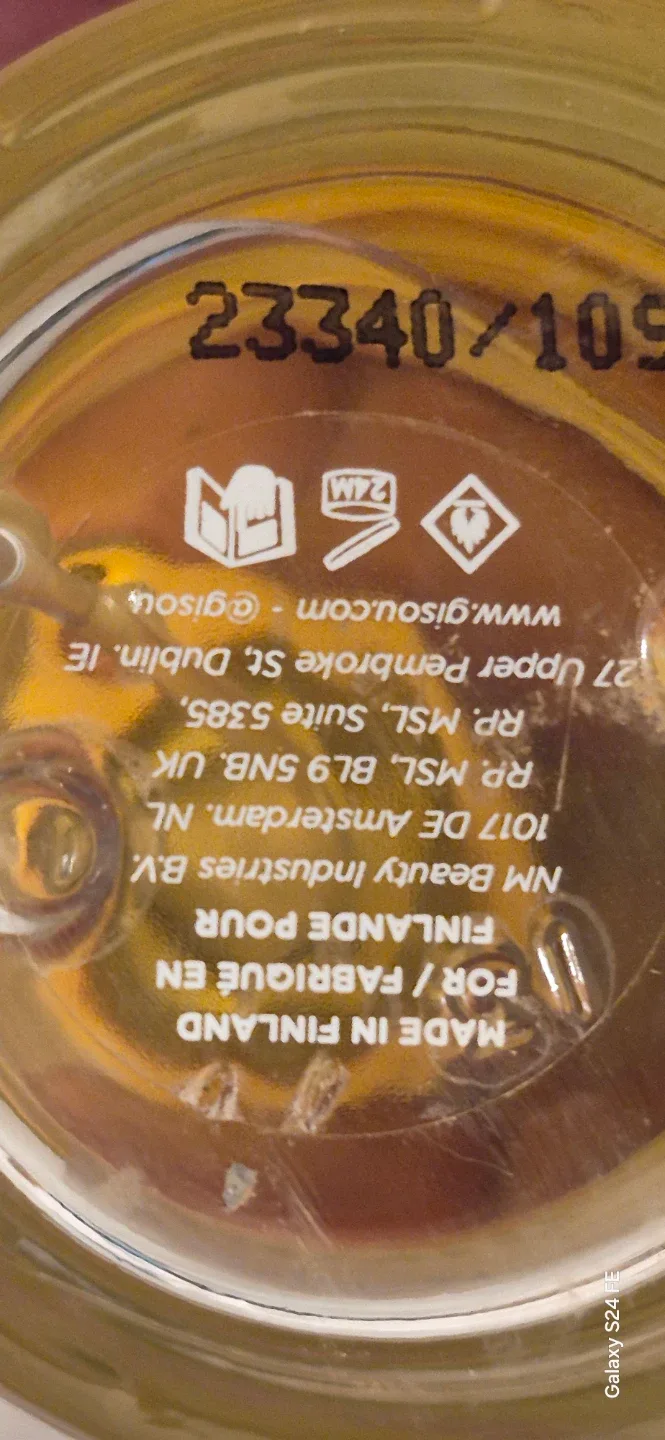 23340/109
MADE IN FINLAND
FOR / FABRIQUÉ EN
FINLANDE POUR
NM Beauty Industries B.V.
1017 DE Amsterdam. NL
RP. MSL, BL9 5NB. UK
RP. MSL, Suite 5385,
27 Upper Pembroke St, Dublin. IE
www.gisou.com - @gisou
24M
Galaxy S24 FE